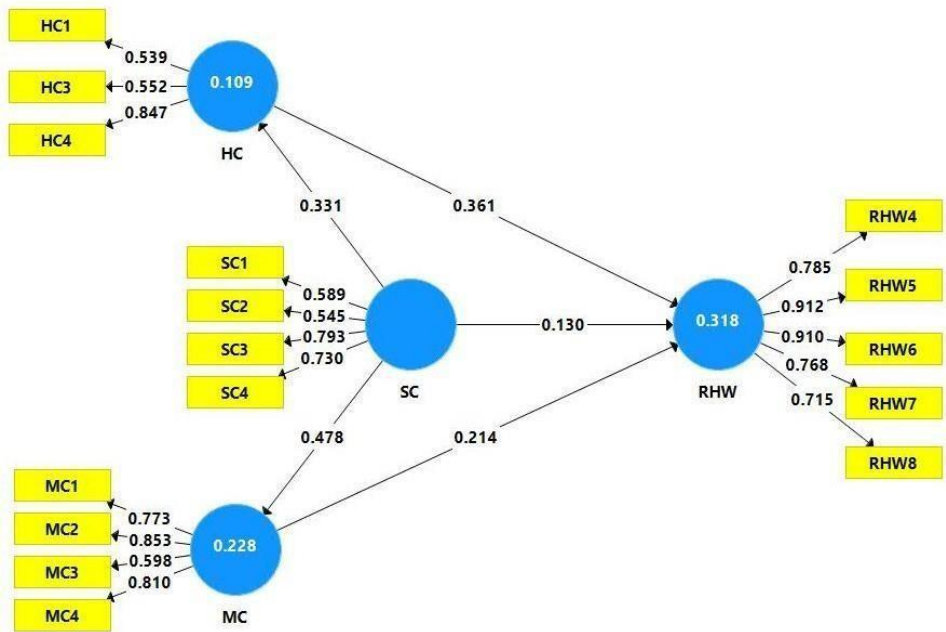 HC1
0.539
HC3
0.552
HC4
0.847
0.109
HC
0.331
0.361
SC1
0.589
SC2
0.545
SC3
0.793
SC4
0.730
SC
0.130
0.318
RHW
RHW4
0.785
RHW5
0.912
RHW6
0.910
RHW7
0.768
RHW8
0.715
0.478
0.214
MC1
0.773
MC2
0.853
MC3
0.598
MC4
0.810
0.228
MC